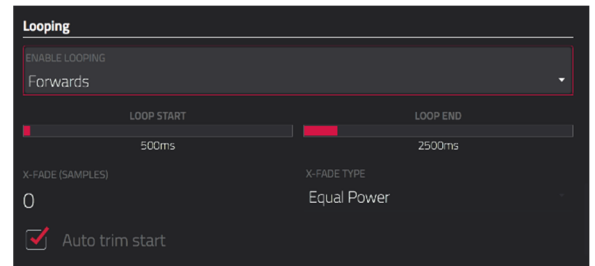 Looping
ENABLE LOOPING
Forwards
LOOP START
LOOP END
500ms
2500ms
X-FADE (SAMPLES)
X-FADE TYPE
0
Equal Power
Auto trim start